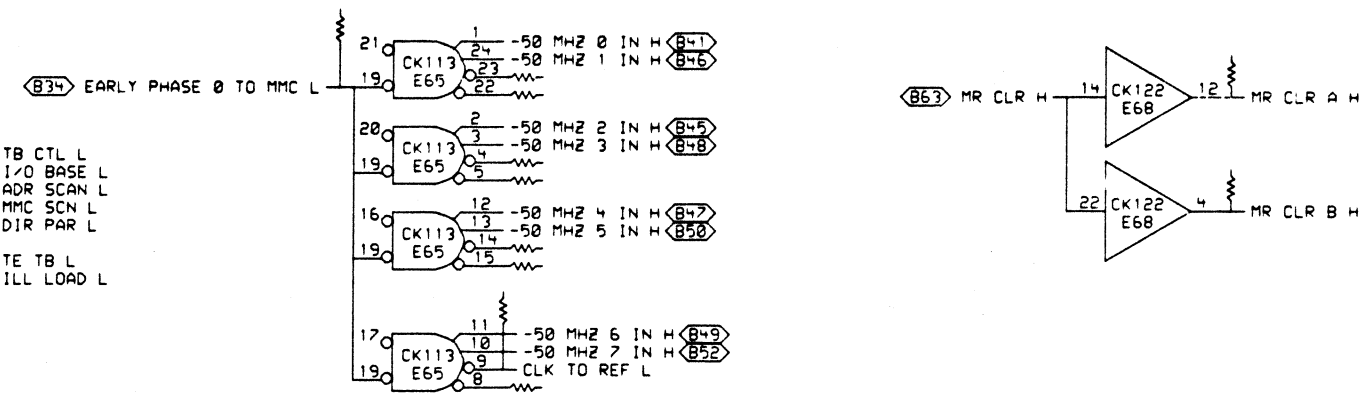 21 CK113 E65 1 -50 MHZ 0 IN H B41
24 -50 MHZ 1 IN H B46
B34 EARLY PHASE 0 TO MMC L 19 23
22
20 CK113 E65 2 -50 MHZ 2 IN H B45
3 -50 MHZ 3 IN H B48
19 4
5
16 CK113 E65 12 -50 MHZ 4 IN H B47
13 -50 MHZ 5 IN H B50
19 14
15
17 CK113 E65 11 -50 MHZ 6 IN H B49
10 -50 MHZ 7 IN H B52
19 9 CLK TO REF L
8
TB CTL L
I/O BASE L
ADR SCAN L
MMC SCN L
DIR PAR L
TE TB L
ILL LOAD L
B63 MR CLR H 14 CK122 E68 12 MR CLR A H
22 CK122 E68 4 MR CLR B H